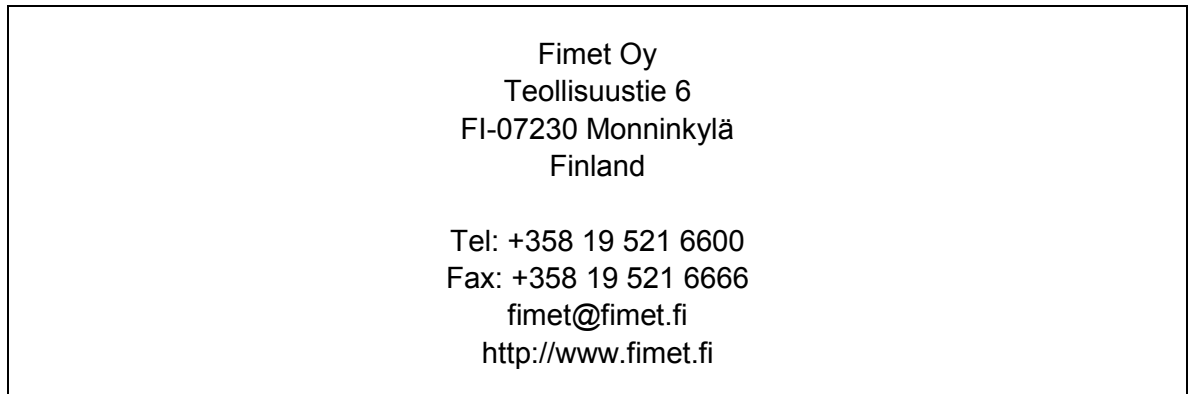 Fimet Oy
Teollisuustie 6
FI-07230 Monninkylä
Finland
Tel: +358 19 521 6600
Fax: +358 19 521 6666
fimet@fimet.fi
http://www.fimet.fi